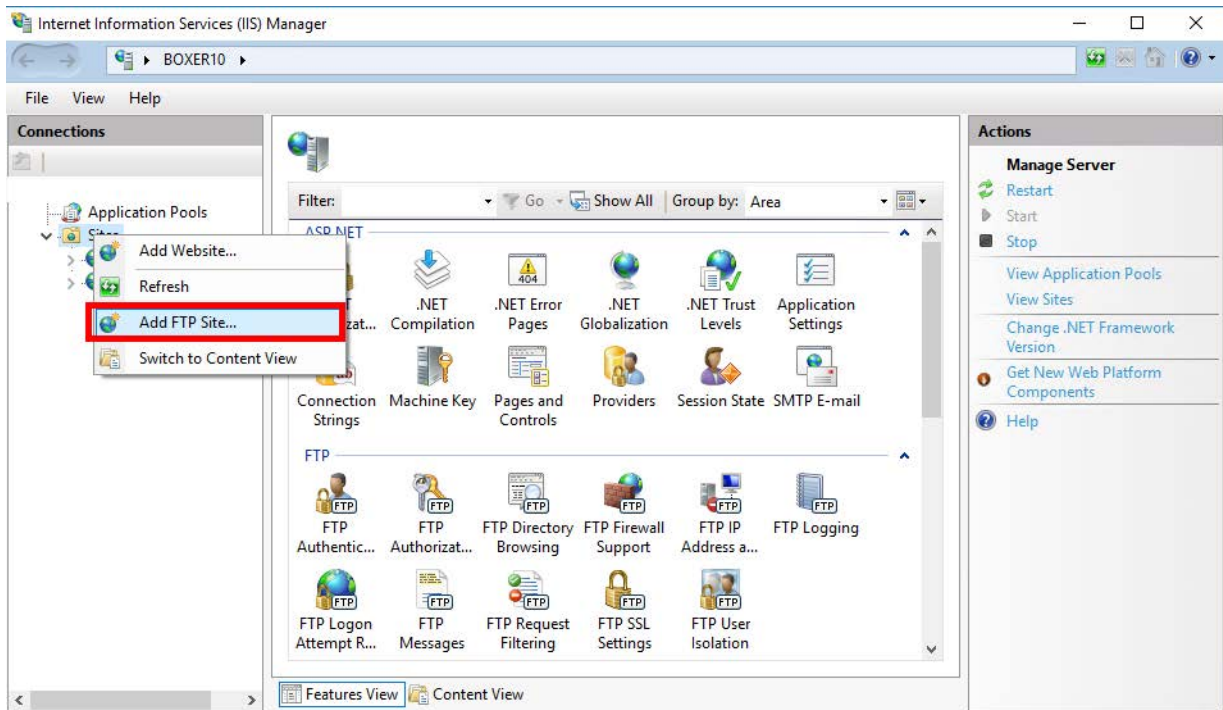 Internet Information Services (IIS) Manager
BOXER10
File View Help
Connections
Application Pools
Sites
Add Website...
Refresh
Add FTP Site...
Switch to Content View
Filter: Go Show All Group by: Area
ASP.NET
.NET Compilation
.NET Error Pages
.NET Globalization
.NET Trust Levels
Application Settings
Connection Strings
Machine Key
Pages and Controls
Providers
Session State
SMTP E-mail
FTP
FTP Authentic...
FTP Authorizat...
FTP Directory Browsing
FTP Firewall Support
FTP IP Address a...
FTP Logging
FTP Logon Attempt R...
FTP Messages
FTP Request Filtering
FTP SSL Settings
FTP User Isolation
Features View Content View
Actions
Manage Server
Restart
Start
Stop
View Application Pools
View Sites
Change .NET Framework
Version
Get New Web Platform
Components
Help